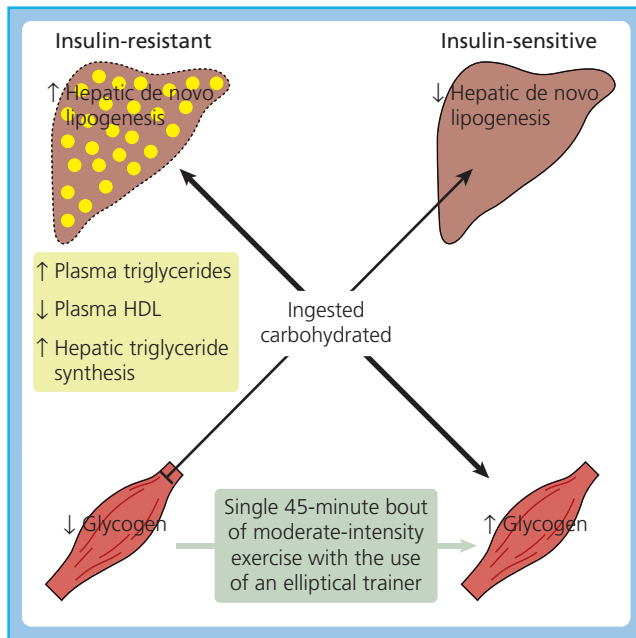 Insulin-resistant
Insulin-sensitive
↑ Hepatic de novo
lipogenesis
↓ Hepatic de novo
lipogenesis
↑ Plasma triglycerides
↓ Plasma HDL
↑ Hepatic triglyceride
synthesis
Ingested
carbohydrated
↓ Glycogen
Single 45-minute bout
of moderate-intensity
exercise with the use
of an elliptical trainer
↑ Glycogen